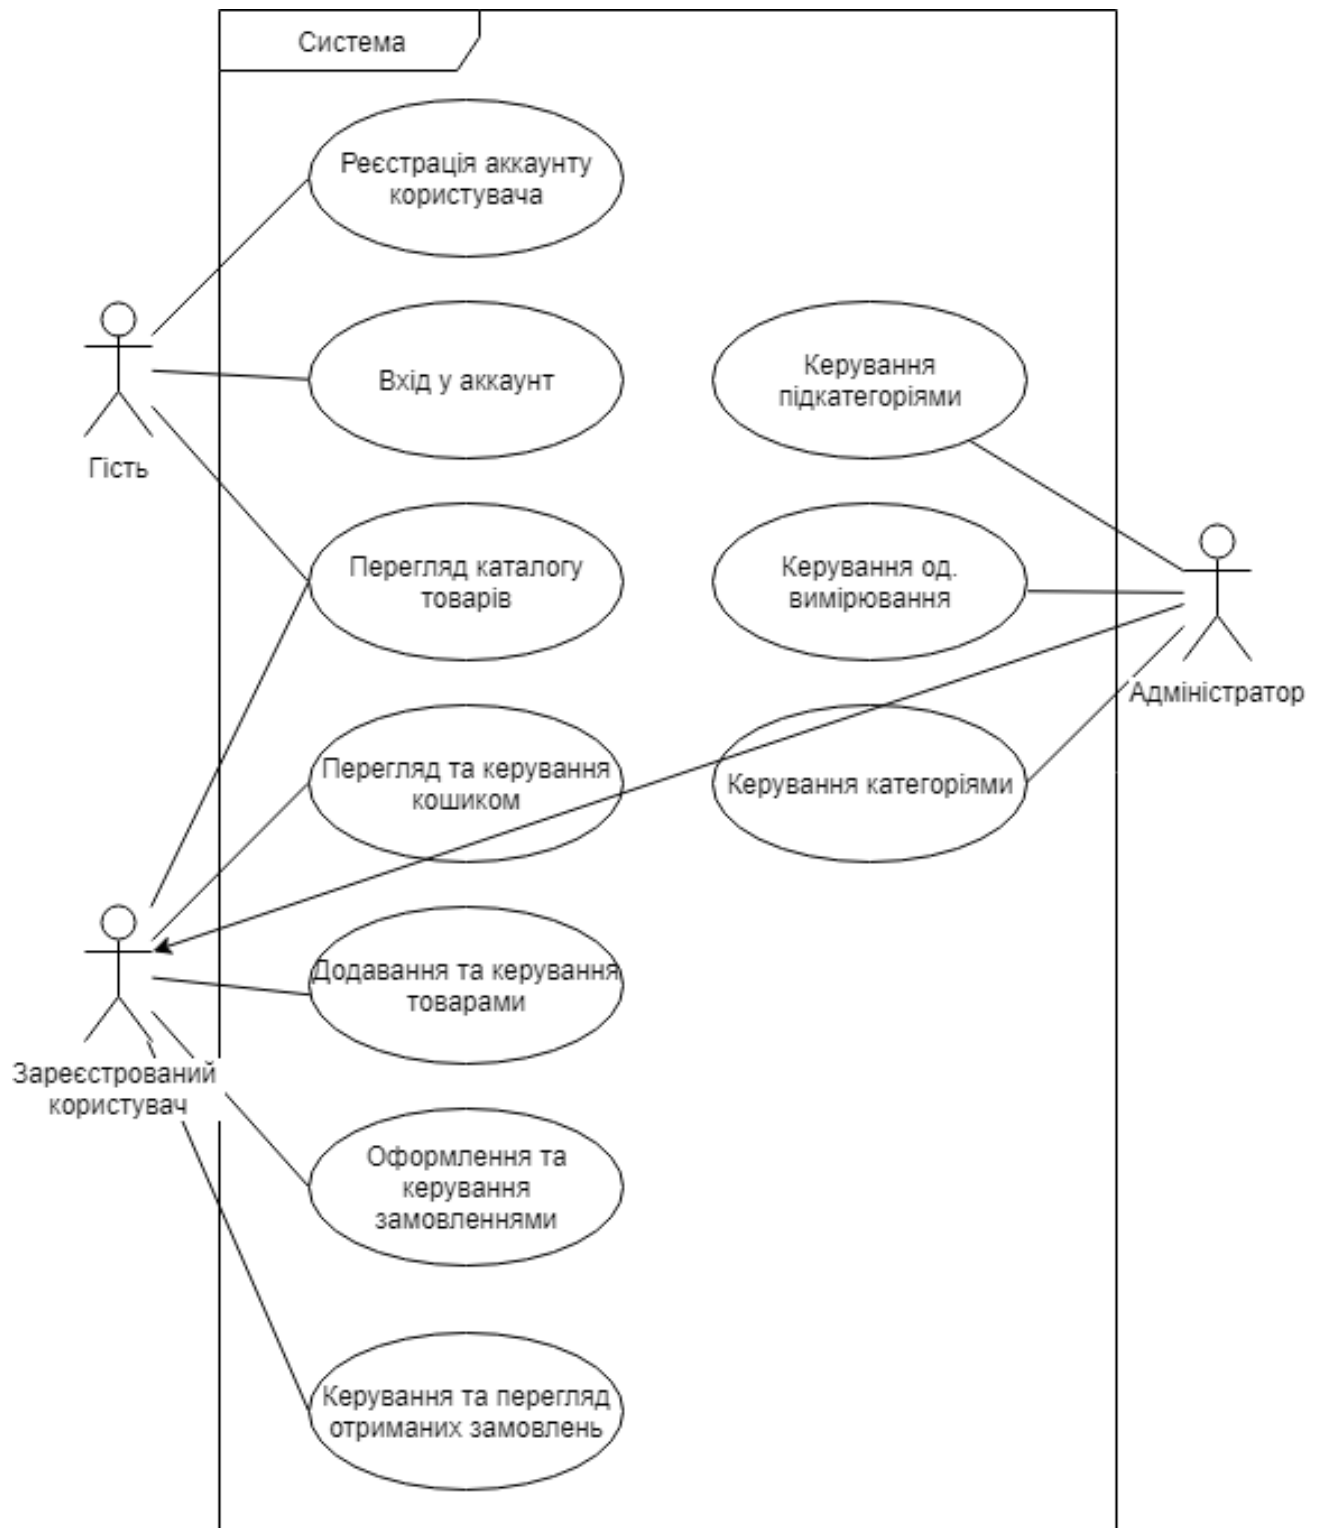 Система
Реєстрація аккаунту
користувача
Вхід у аккаунт
Керування
підкатегоріями
Гість
Перегляд каталогу
товарів
Керування од.
вимірювання
Адміністратор
Перегляд та керування
кошиком
Керування категоріями
Додавання та керування
товарами
Зареєстрований
користувач
Оформлення та
керування
замовленнями
Керування та перегляд
отриманих замовлень